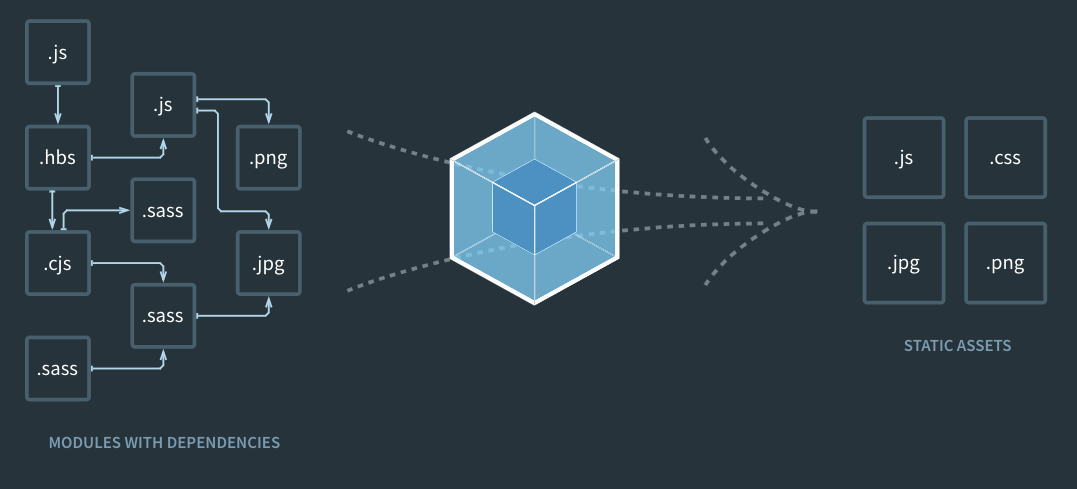 .js
.js
.hbs
.png
.sass
.cjs
.jpg
.sass
.sass
MODULES WITH DEPENDENCIES
.js
.css
.jpg
.png
STATIC ASSETS